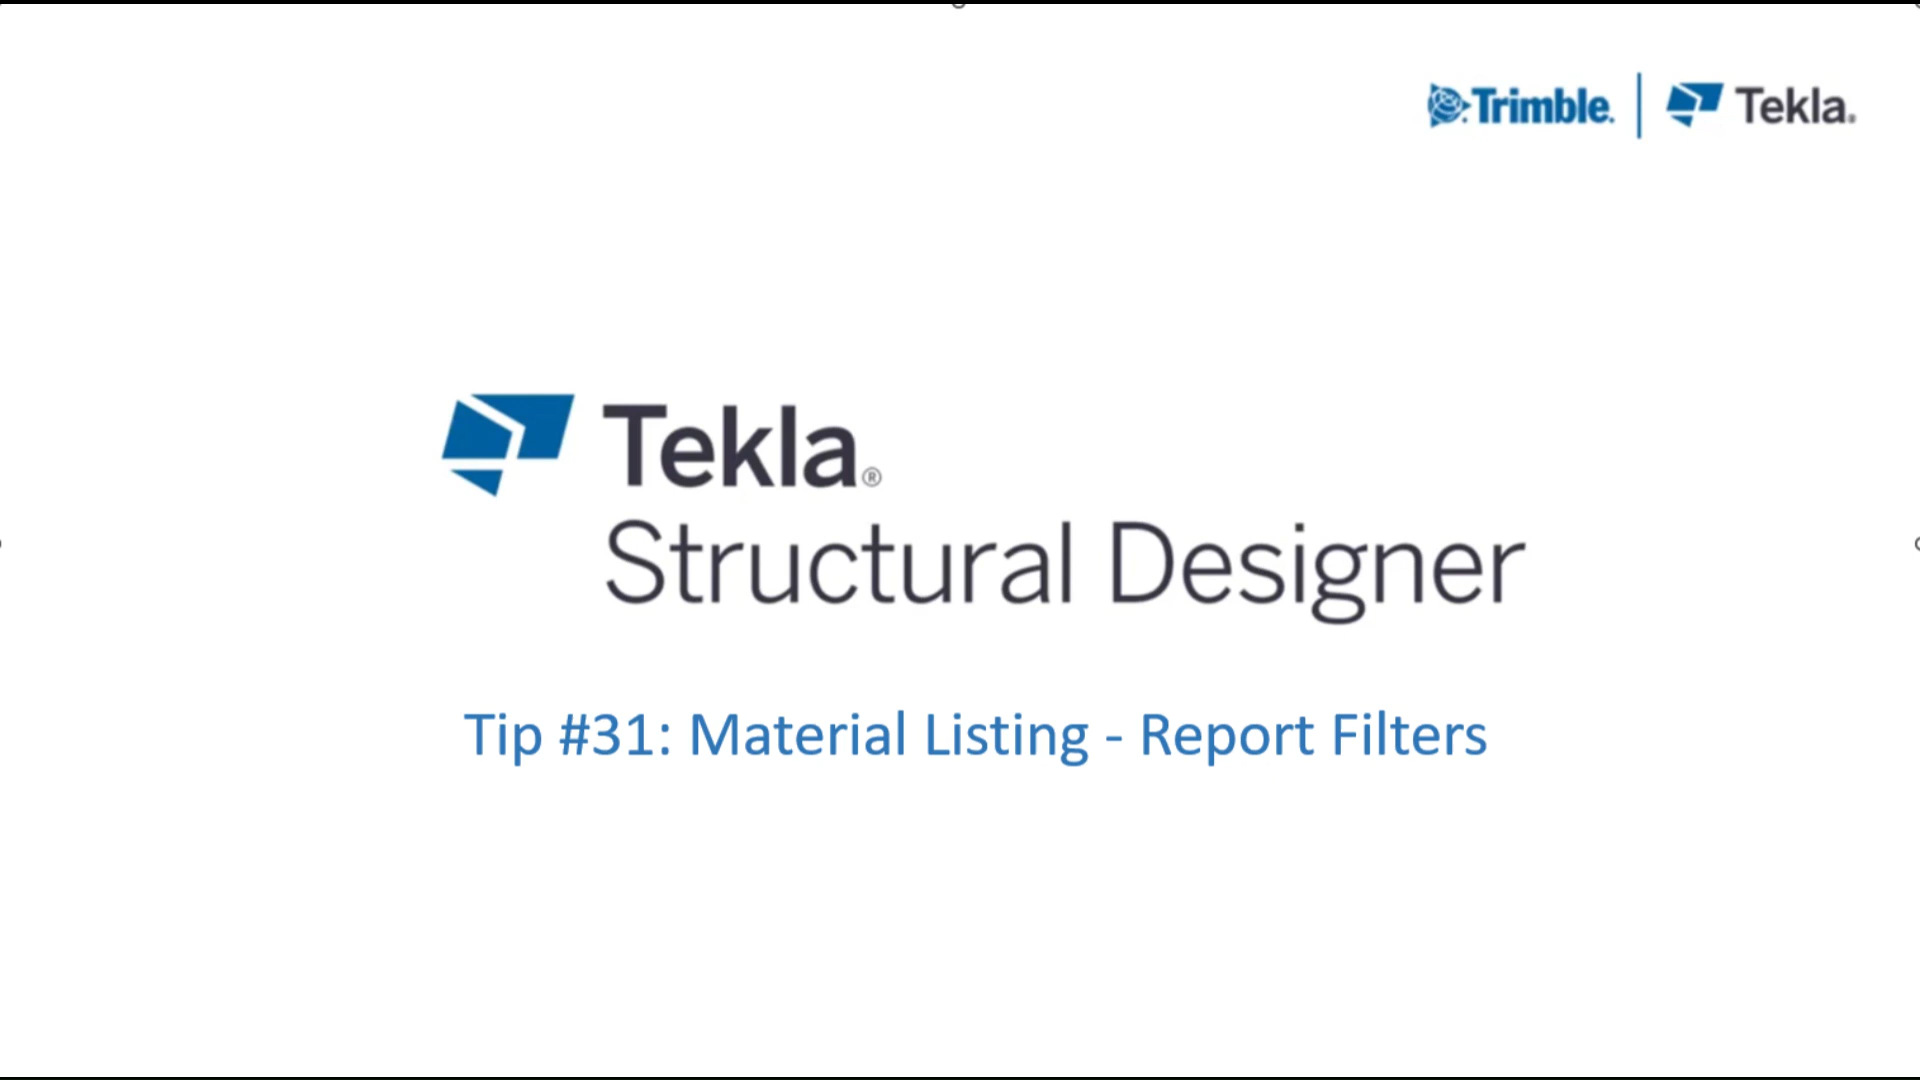 Trimble. | Tekla®
Tekla®
Structural Designer
Tip #31: Material Listing - Report Filters